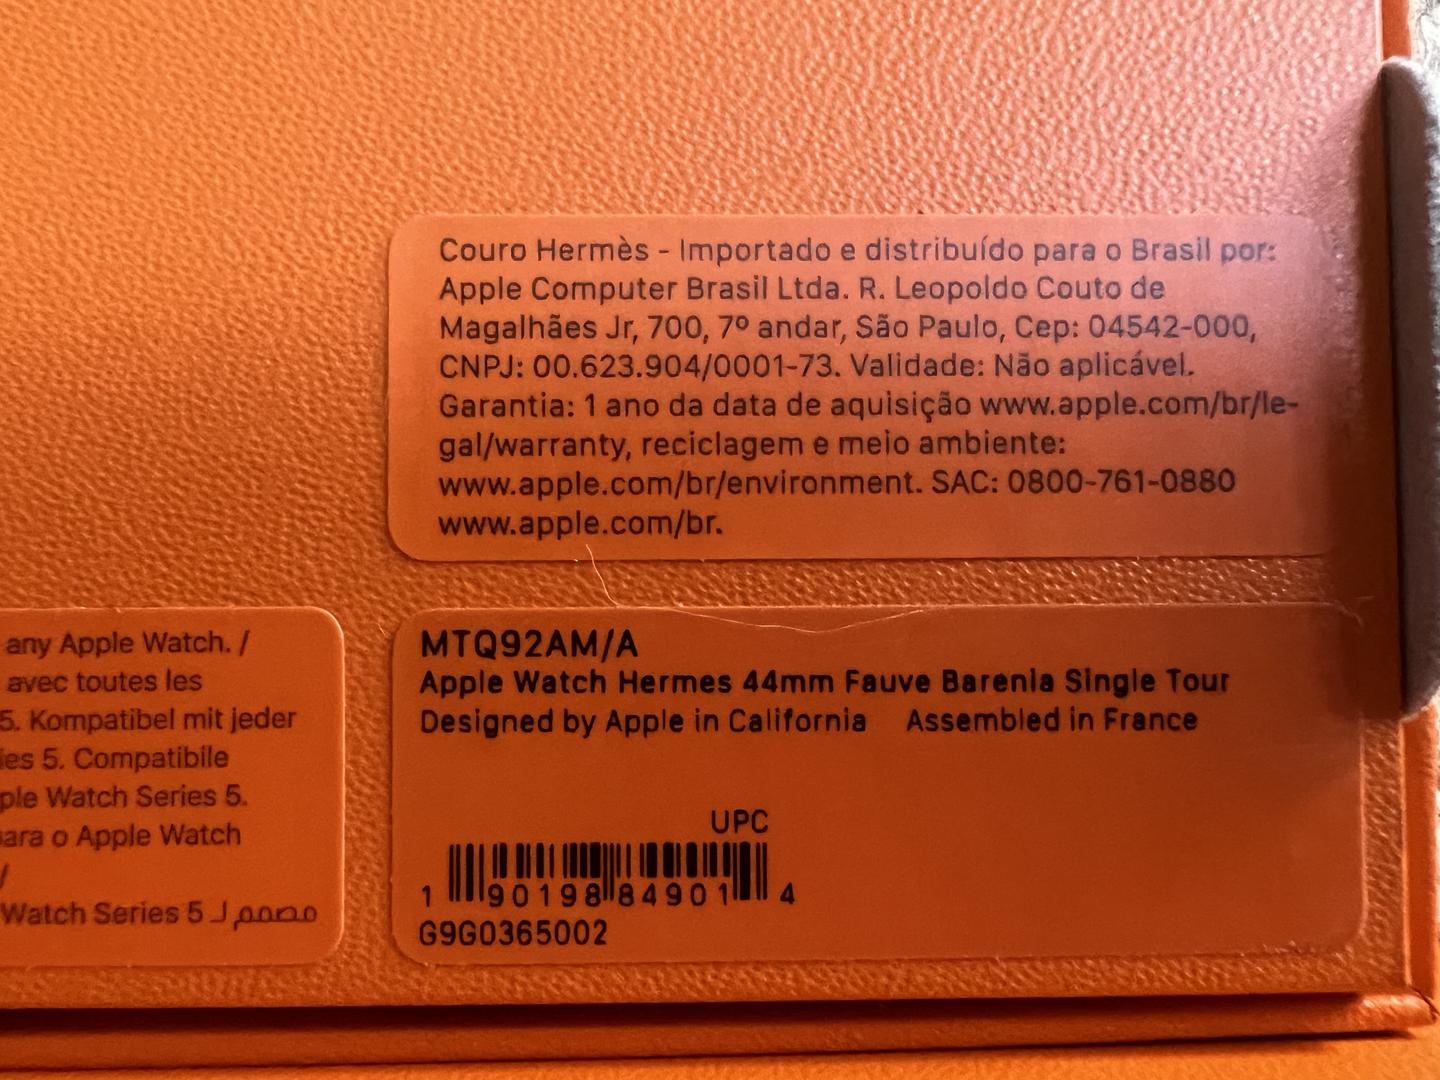 Couro Hermès - Importado e distribuído para o Brasil por:
Apple Computer Brasil Ltda. R. Leopoldo Couto de
Magalhães Jr, 700, 7º andar, São Paulo, Cep: 04542-000,
CNPJ: 00.623.904/0001-73. Validade: Não aplicável.
Garantia: 1 ano da data de aquisição www.apple.com/br/le-
gal/warranty, reciclagem e meio ambiente:
www.apple.com/br/environment. SAC: 0800-761-0880
www.apple.com/br.
any Apple Watch. /
avec toutes les
5. Kompatibel mit jeder
ies 5. Compatibile
ple Watch Series 5.
para o Apple Watch
/
Watch Series 5 مصمم لـ
MTQ92AM/A
Apple Watch Hermes 44mm Fauve Barenia Single Tour
Designed by Apple in California Assembled in France
UPC
1 90198 84901 4
G9G0365002